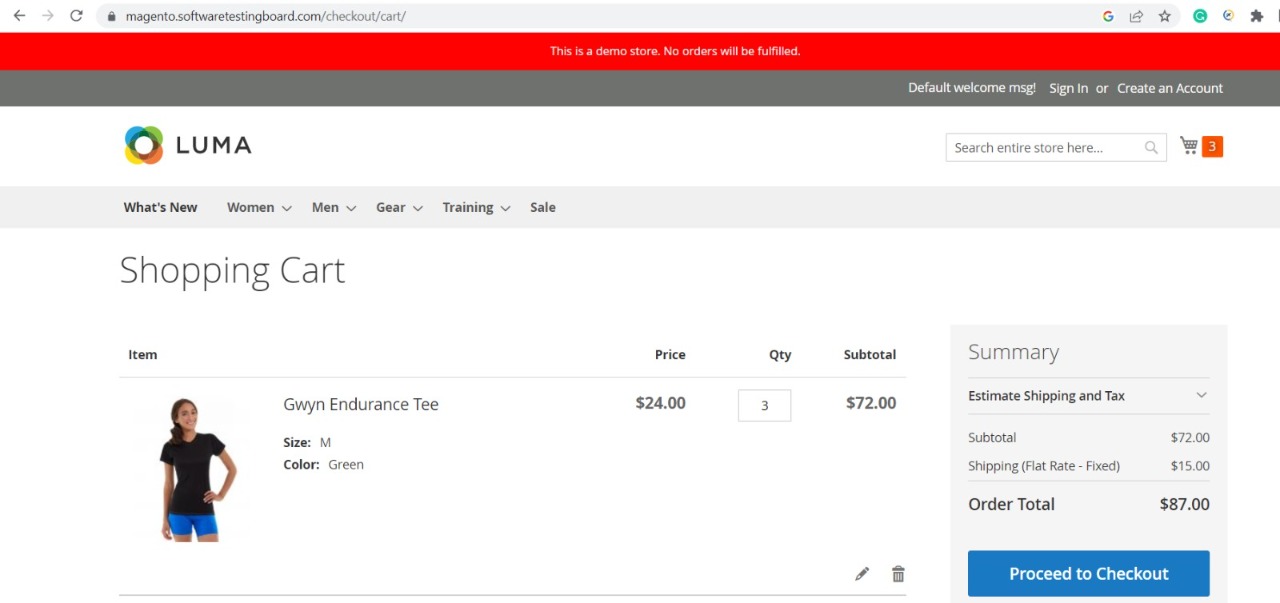 magento.softwaretestingboard.com/checkout/cart/
This is a demo store. No orders will be fulfilled.
Default welcome msg! Sign In or Create an Account
LUMA
Search entire store here... 3
What's New Women Men Gear Training Sale
Shopping Cart
Item Price Qty Subtotal
Gwyn Endurance Tee $24.00 3 $72.00
Size: M
Color: Green
Summary
Estimate Shipping and Tax
Subtotal $72.00
Shipping (Flat Rate - Fixed) $15.00
Order Total $87.00
Proceed to Checkout